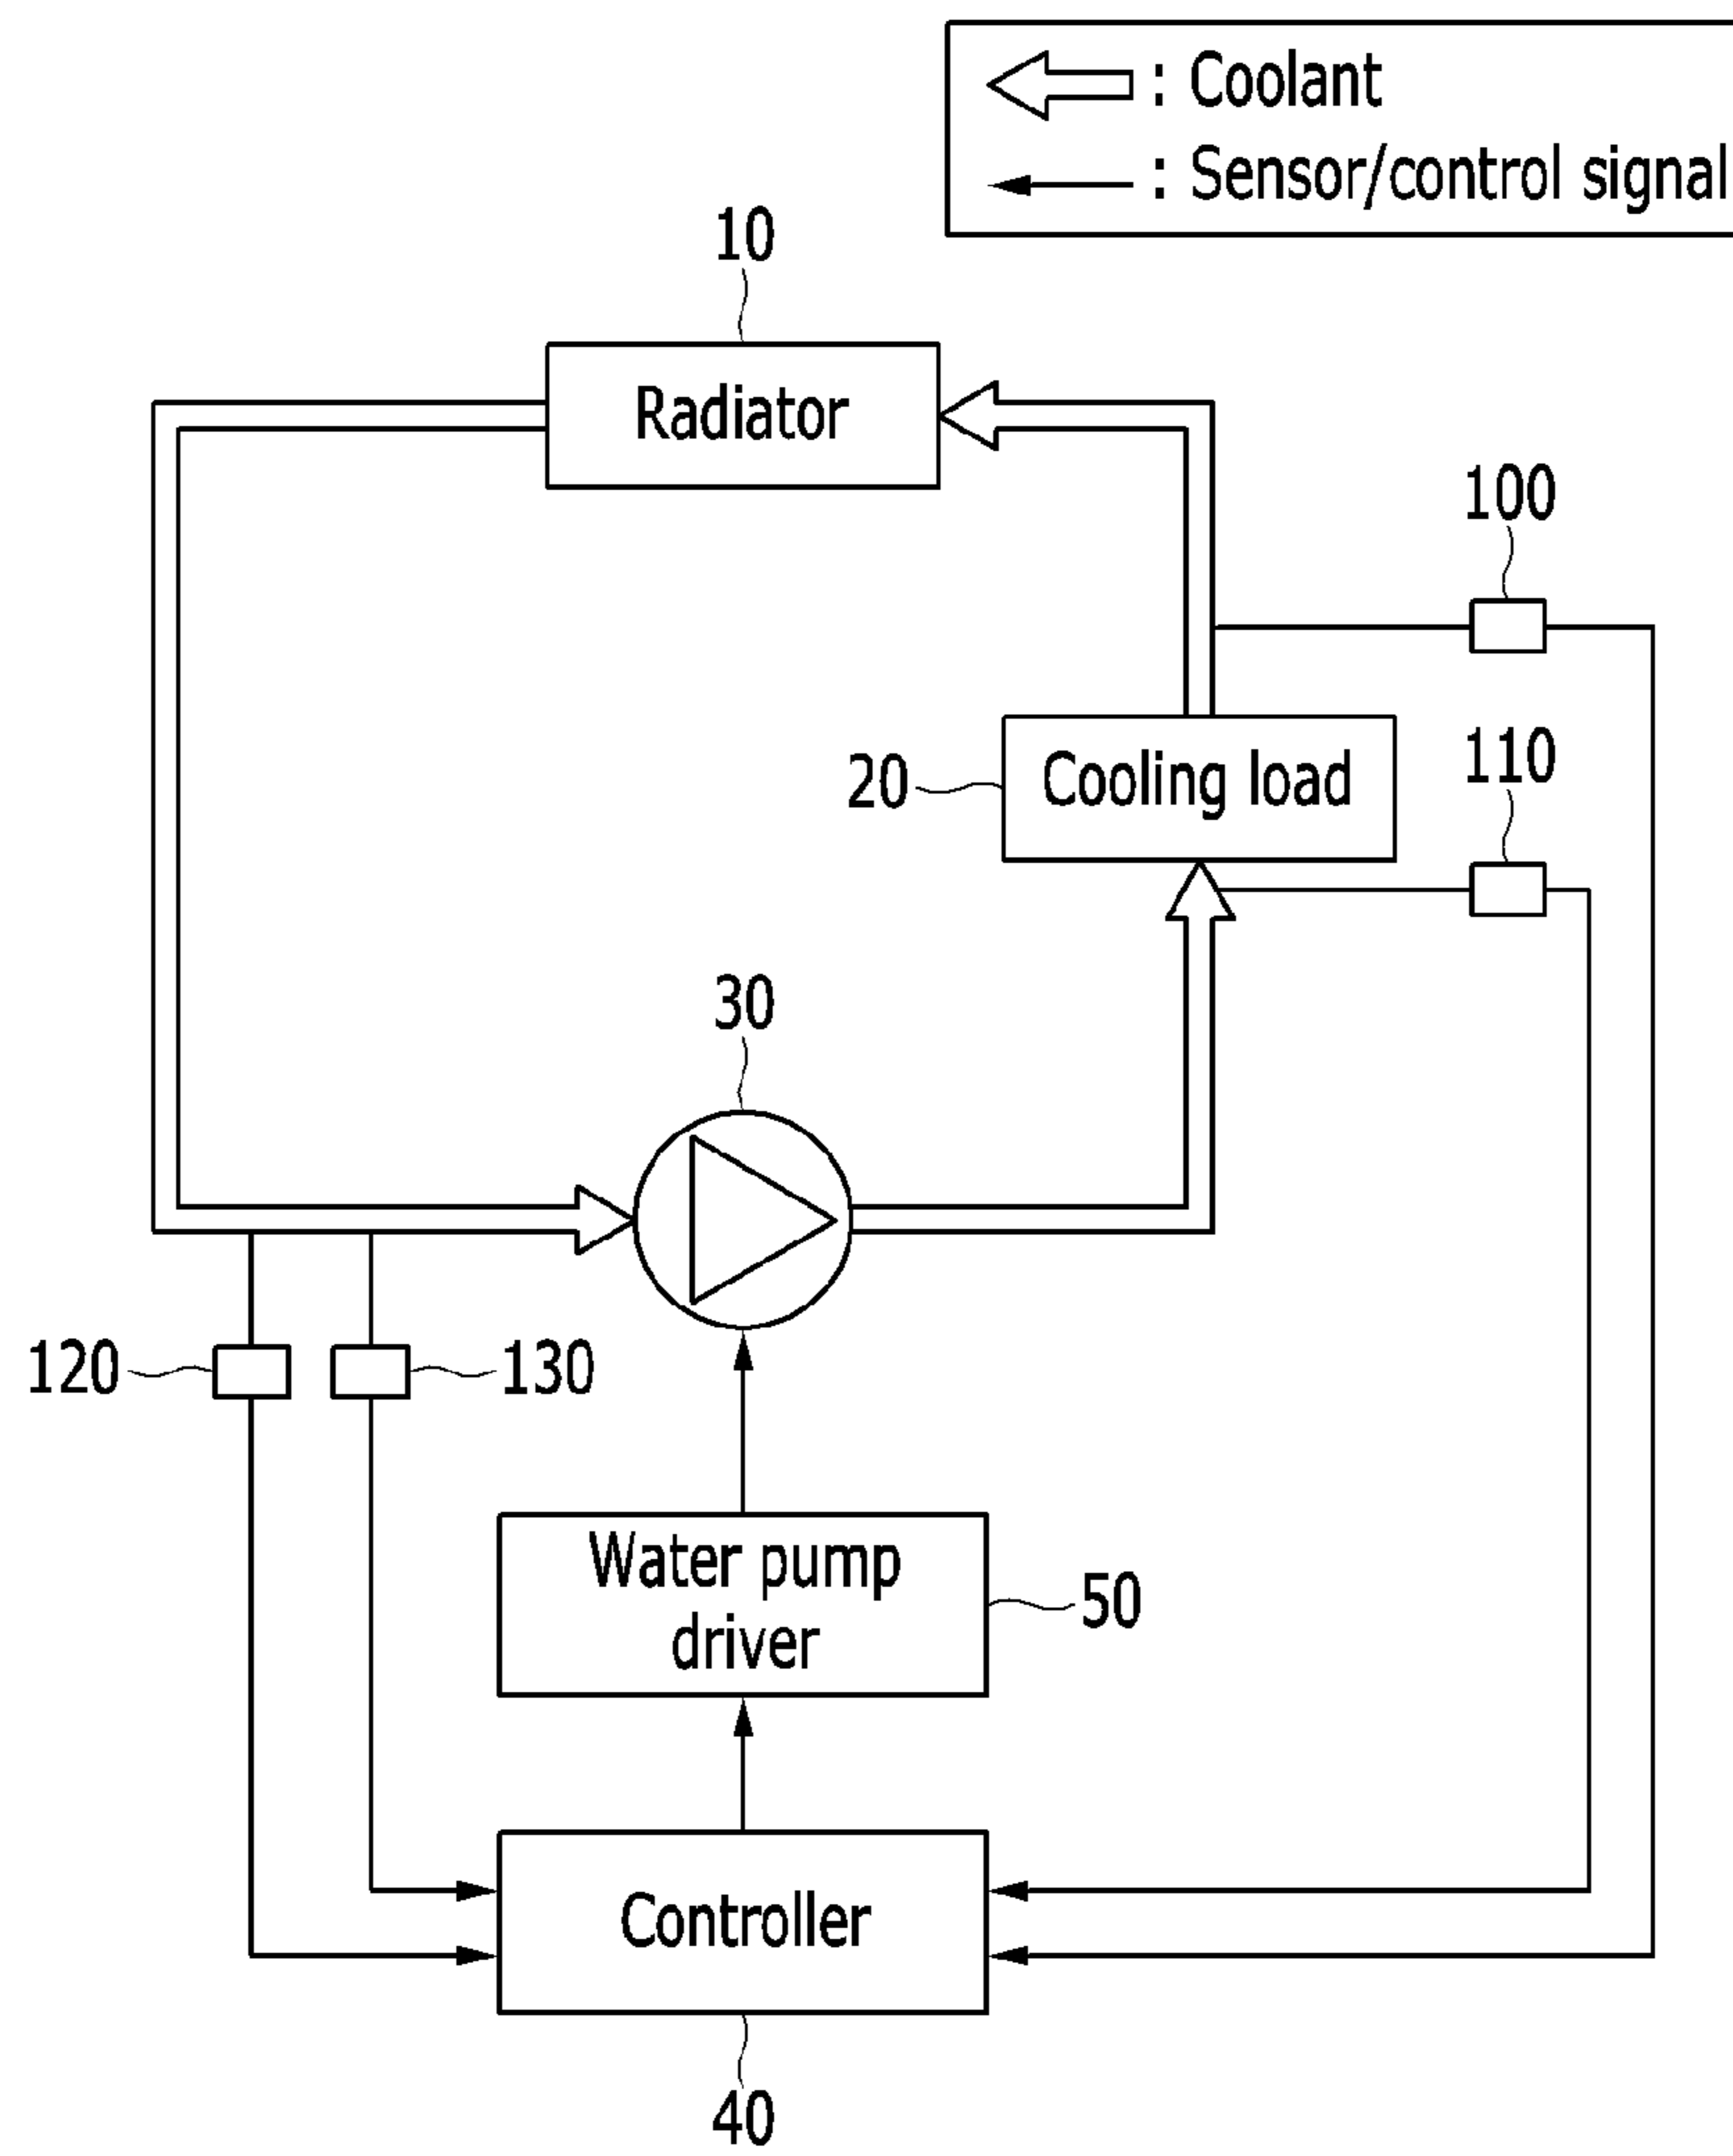 : Coolant
: Sensor/control signal
10
Radiator
100
20
Cooling load
110
30
120
130
Water pump
driver
50
Controller
40